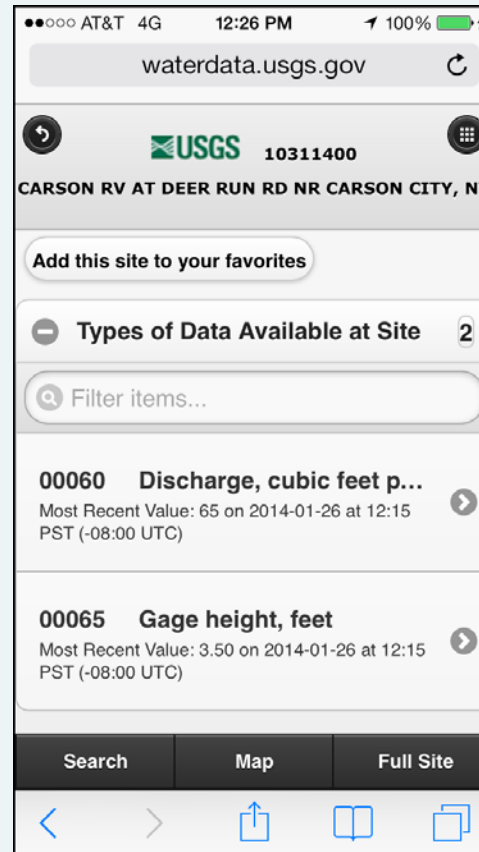 AT&T 4G 12:26 PM 100%
waterdata.usgs.gov
USGS 10311400
CARSON RV AT DEER RUN RD NR CARSON CITY, N
Add this site to your favorites
Types of Data Available at Site 2
Filter items...
00060 Discharge, cubic feet p...
Most Recent Value: 65 on 2014-01-26 at 12:15
PST (-08:00 UTC)
00065 Gage height, feet
Most Recent Value: 3.50 on 2014-01-26 at 12:15
PST (-08:00 UTC)
Search Map Full Site